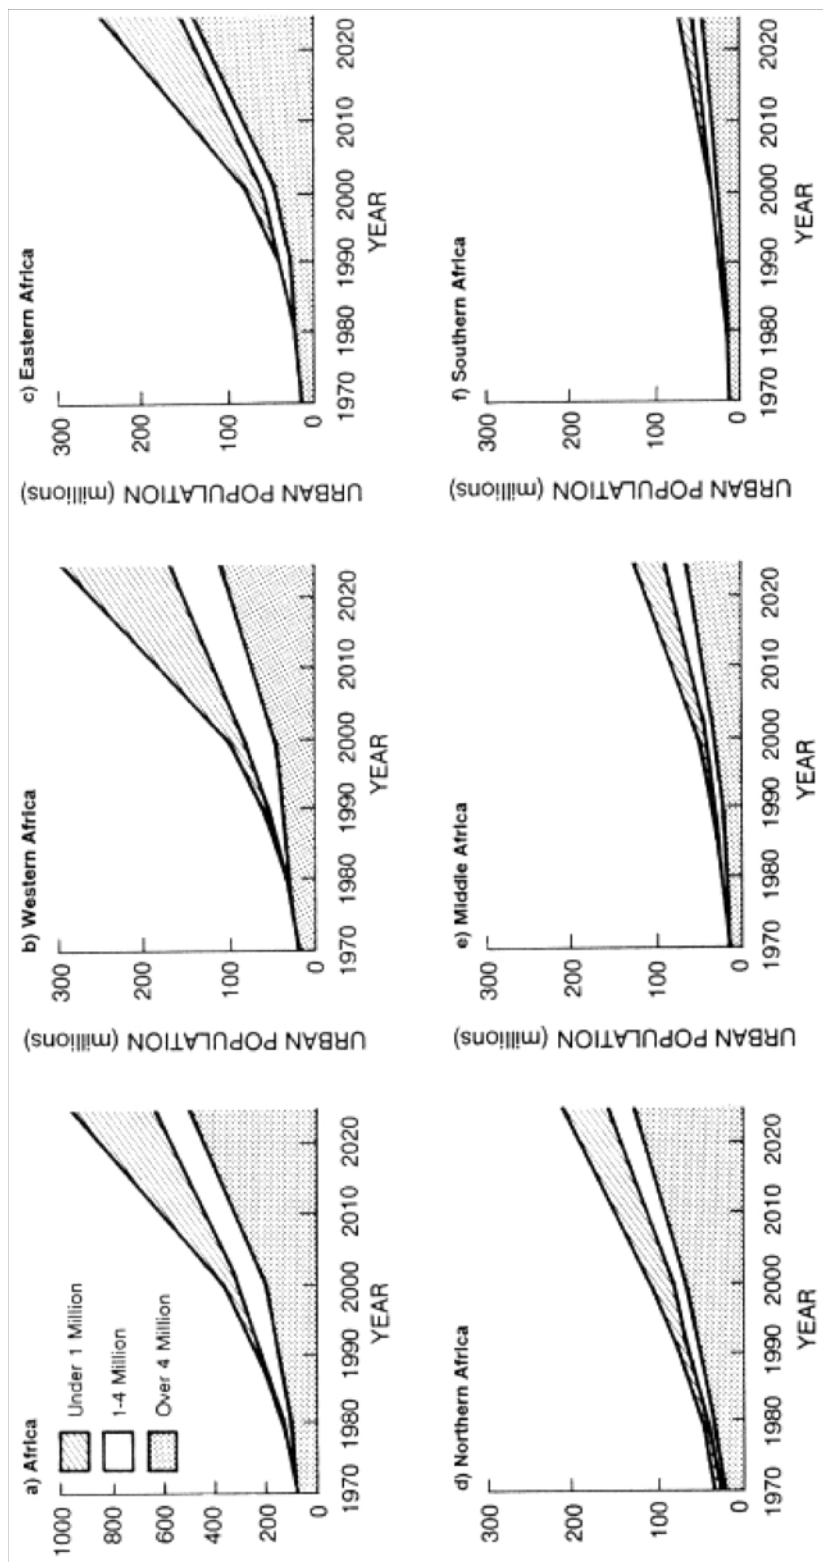 a) Africa
1000
800
600
400
200
0
Under 1 Million
1-4 Million
Over 4 Million
1970 1980 1990 2000 2010 2020
YEAR
b) Western Africa
URBAN POPULATION (millions)
300
200
100
0
1970 1980 1990 2000 2010 2020
YEAR
c) Eastern Africa
URBAN POPULATION (millions)
300
200
100
0
1970 1980 1990 2000 2010 2020
YEAR
d) Northern Africa
300
200
100
0
1970 1980 1990 2000 2010 2020
YEAR
e) Middle Africa
URBAN POPULATION (millions)
300
200
100
0
1970 1980 1990 2000 2010 2020
YEAR
f) Southern Africa
URBAN POPULATION (millions)
300
200
100
0
1970 1980 1990 2000 2010 2020
YEAR